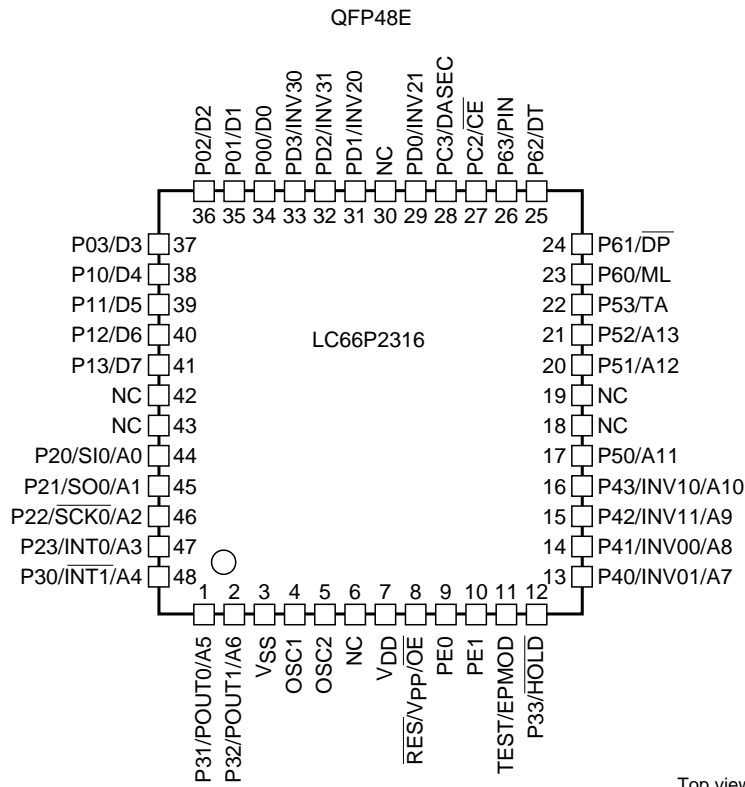 QFP48E
P02/D2
P01/D1
P00/D0
PD3/INV30
PD2/INV31
PD1/INV20
NC
PD0/INV21
PC3/DASEC
PC2/C̅E̅
P63/PIN
P62/DT
36 35 34 33 32 31 30 29 28 27 26 25
P03/D3 37
P10/D4 38
P11/D5 39
P12/D6 40
P13/D7 41
NC 42
NC 43
P20/SI0/A0 44
P21/SO0/A1 45
P22/S̅C̅K̅0̅/A2 46
P23/INT0/A3 47
P30/I̅N̅T̅1̅/A4 48
LC66P2316
24 P61/D̅P̅
23 P60/ML
22 P53/TA
21 P52/A13
20 P51/A12
19 NC
18 NC
17 P50/A11
16 P43/INV10/A10
15 P42/INV11/A9
14 P41/INV00/A8
13 P40/INV01/A7
1 2 3 4 5 6 7 8 9 10 11 12
P31/POUT0/A5
P32/POUT1/A6
VSS
OSC1
OSC2
NC
VDD
R̅E̅S̅/VPP/O̅E̅
PE0
PE1
TEST/EPMOD
P33/H̅O̅L̅D̅
Top view